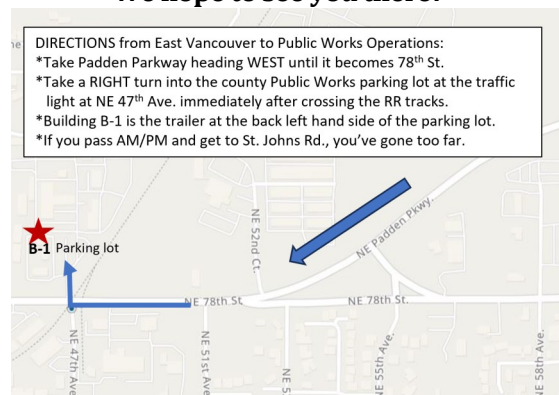 We hope to see you there!
DIRECTIONS from East Vancouver to Public Works Operations:
*Take Padden Parkway heading WEST until it becomes 78th St.
*Take a RIGHT turn into the county Public Works parking lot at the traffic
light at NE 47th Ave. immediately after crossing the RR tracks.
*Building B-1 is the trailer at the back left hand side of the parking lot.
*If you pass AM/PM and get to St. Johns Rd., you've gone too far.
NE Padden Pkwy.
NE 52nd Ct.
B-1 Parking lot
NE 78th St.
NE 78th St.
NE 47th Ave.
NE 51st Ave
NE 5
NE 55th Ave.
NE 58th Ave.